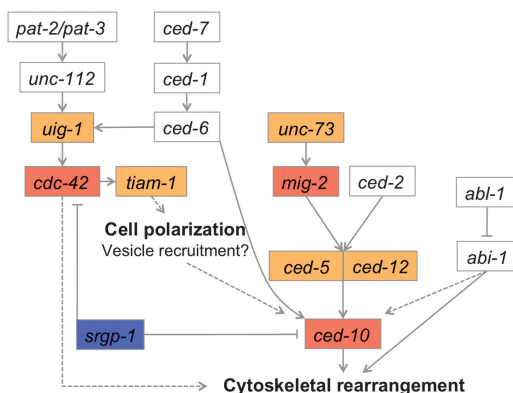 pat-2/pat-3
ced-7
unc-112
ced-1
uig-1
ced-6
unc-73
cdc-42
tiam-1
mig-2
ced-2
abl-1
Cell polarization
Vesicle recruitment?
ced-5
ced-12
abi-1
srgp-1
ced-10
Cytoskeletal rearrangement